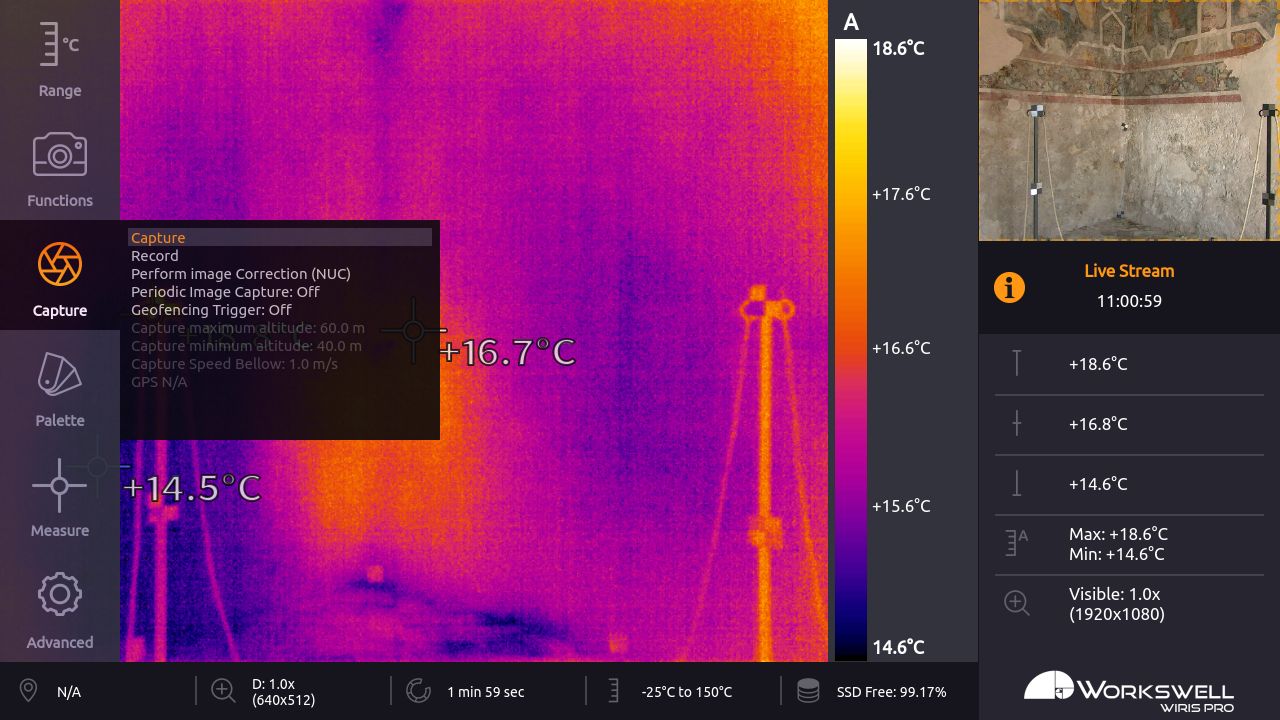 °C
Range
Functions
Capture
Palette
Measure
Advanced
Capture
Record
Perform image Correction (NUC)
Periodic Image Capture: Off
Geofencing Trigger: Off
Capture maximum altitude: 60.0 m
Capture minimum altitude: 40.0 m
Capture Speed Bellow: 1.0 m/s
GPS N/A
+16.7°C
+14.5°C
A
18.6°C
+17.6°C
+16.6°C
+15.6°C
14.6°C
Live Stream
11:00:59
+18.6°C
+16.8°C
+14.6°C
A
Max: +18.6°C
Min: +14.6°C
Visible: 1.0x
(1920x1080)
N/A
D: 1.0x
(640x512)
1 min 59 sec
-25°C to 150°C
SSD Free: 99.17%
WORKSWELL
WIRIS PRO